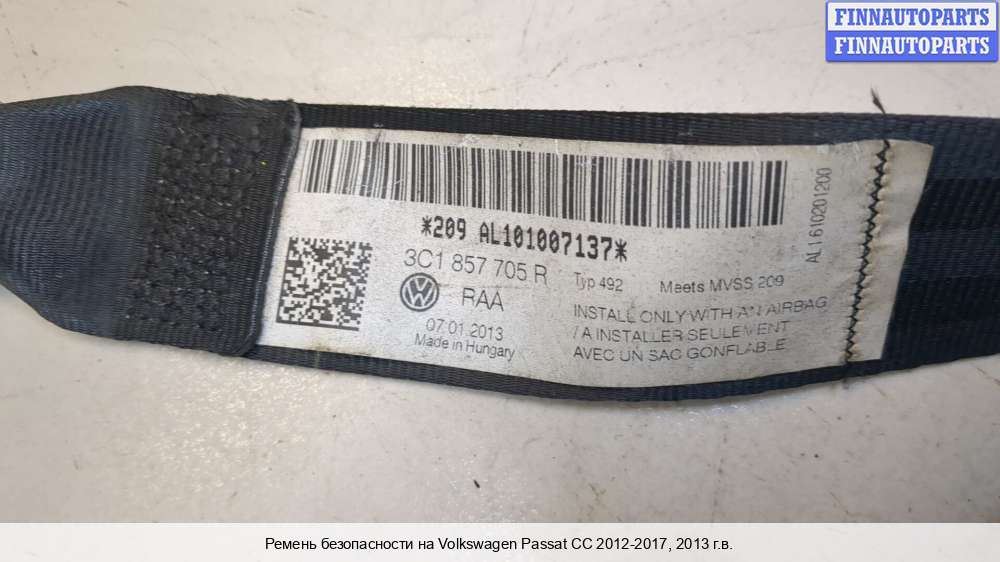 FINNAUTOPARTS
FINNAUTOPARTS
*209 AL101007137*
3C1 857 705 R
RAA
07.01.2013
Made in Hungary
Typ 492 Meets MVSS 209
INSTALL ONLY WITH AN AIRBAG
/ A INSTALLER SEULEMENT
AVEC UN SAC GONFLABLE
AL1610201200
Ремень безопасности на Volkswagen Passat CC 2012-2017, 2013 г.в.